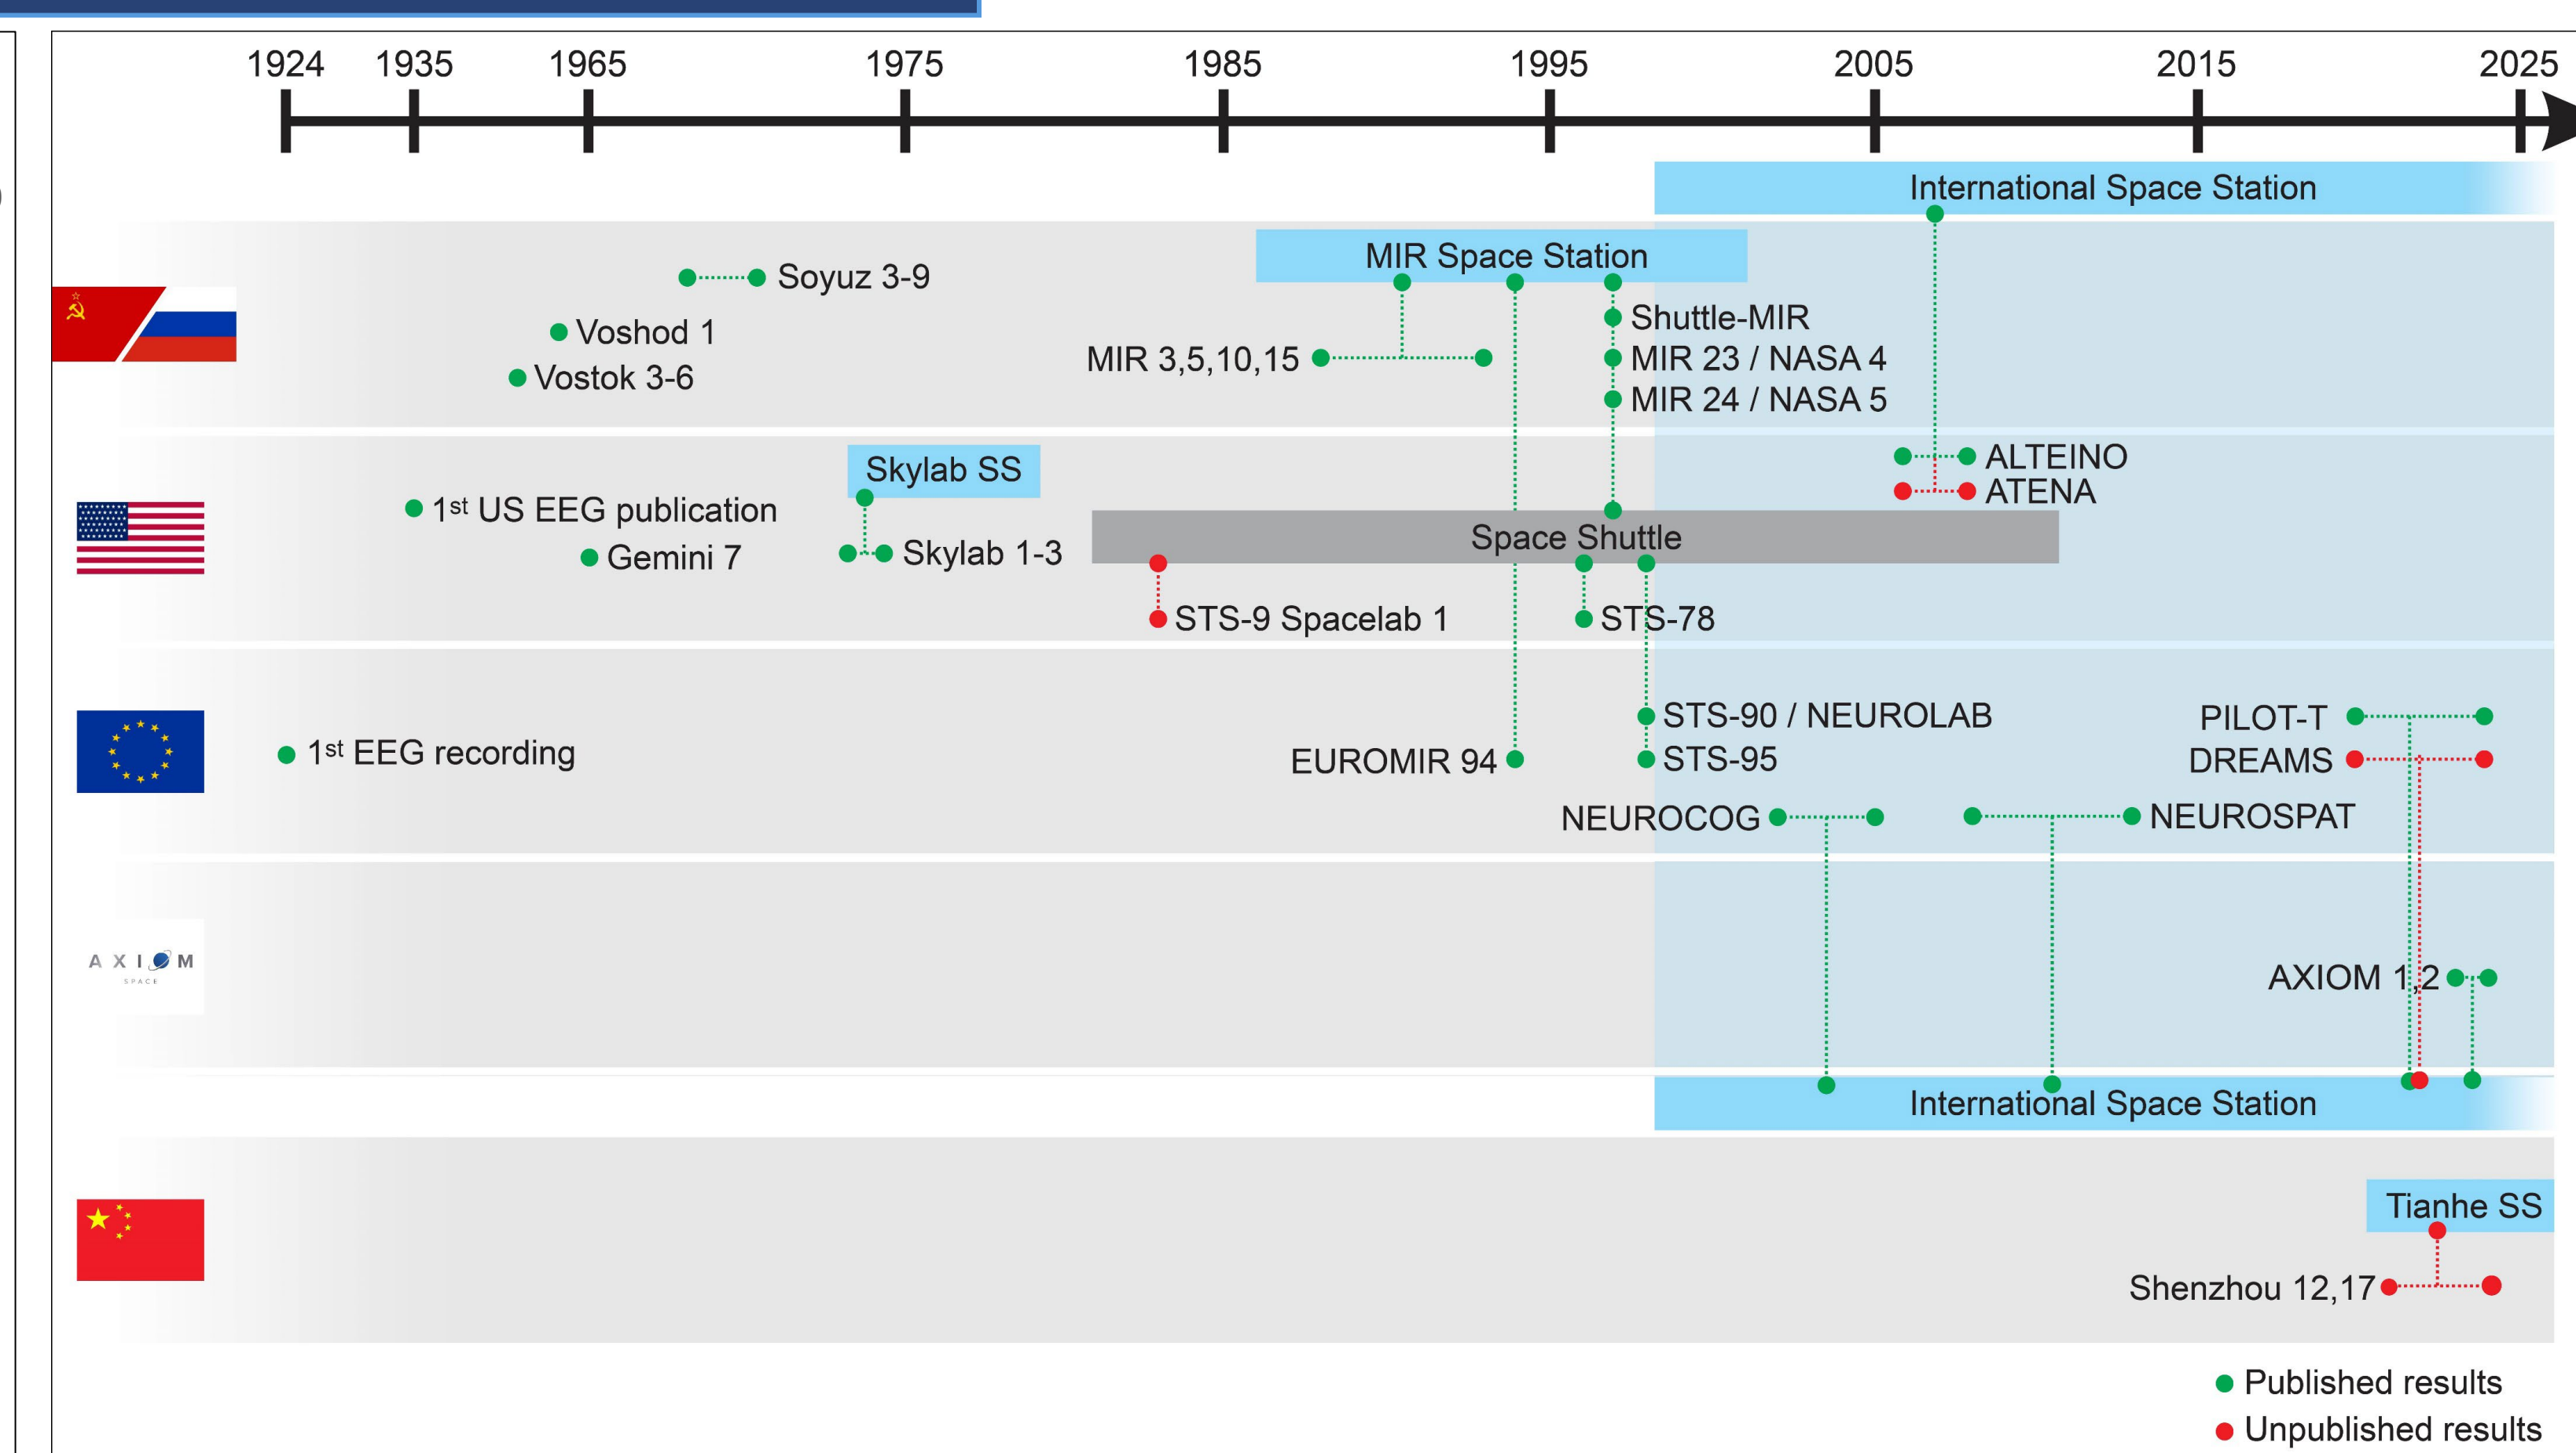 1924 1935 1965 1975 1985 1995 2005 2015 2025
)
International Space Station
MIR Space Station
Soyuz 3-9
Voshod 1
Vostok 3-6
MIR 3,5,10,15
Shuttle-MIR
MIR 23 / NASA 4
MIR 24 / NASA 5
Skylab SS
ALTEINO
ATENA
1st US EEG publication
Gemini 7
Skylab 1-3
Space Shuttle
STS-9 Spacelab 1
STS-78
1st EEG recording
EUROMIR 94
STS-90 / NEUROLAB
STS-95
PILOT-T
DREAMS
NEUROCOG
NEUROSPAT
AXIOM
SPACE
AXIOM 1,2
International Space Station
Tianhe SS
Shenzhou 12,17
Published results
Unpublished results